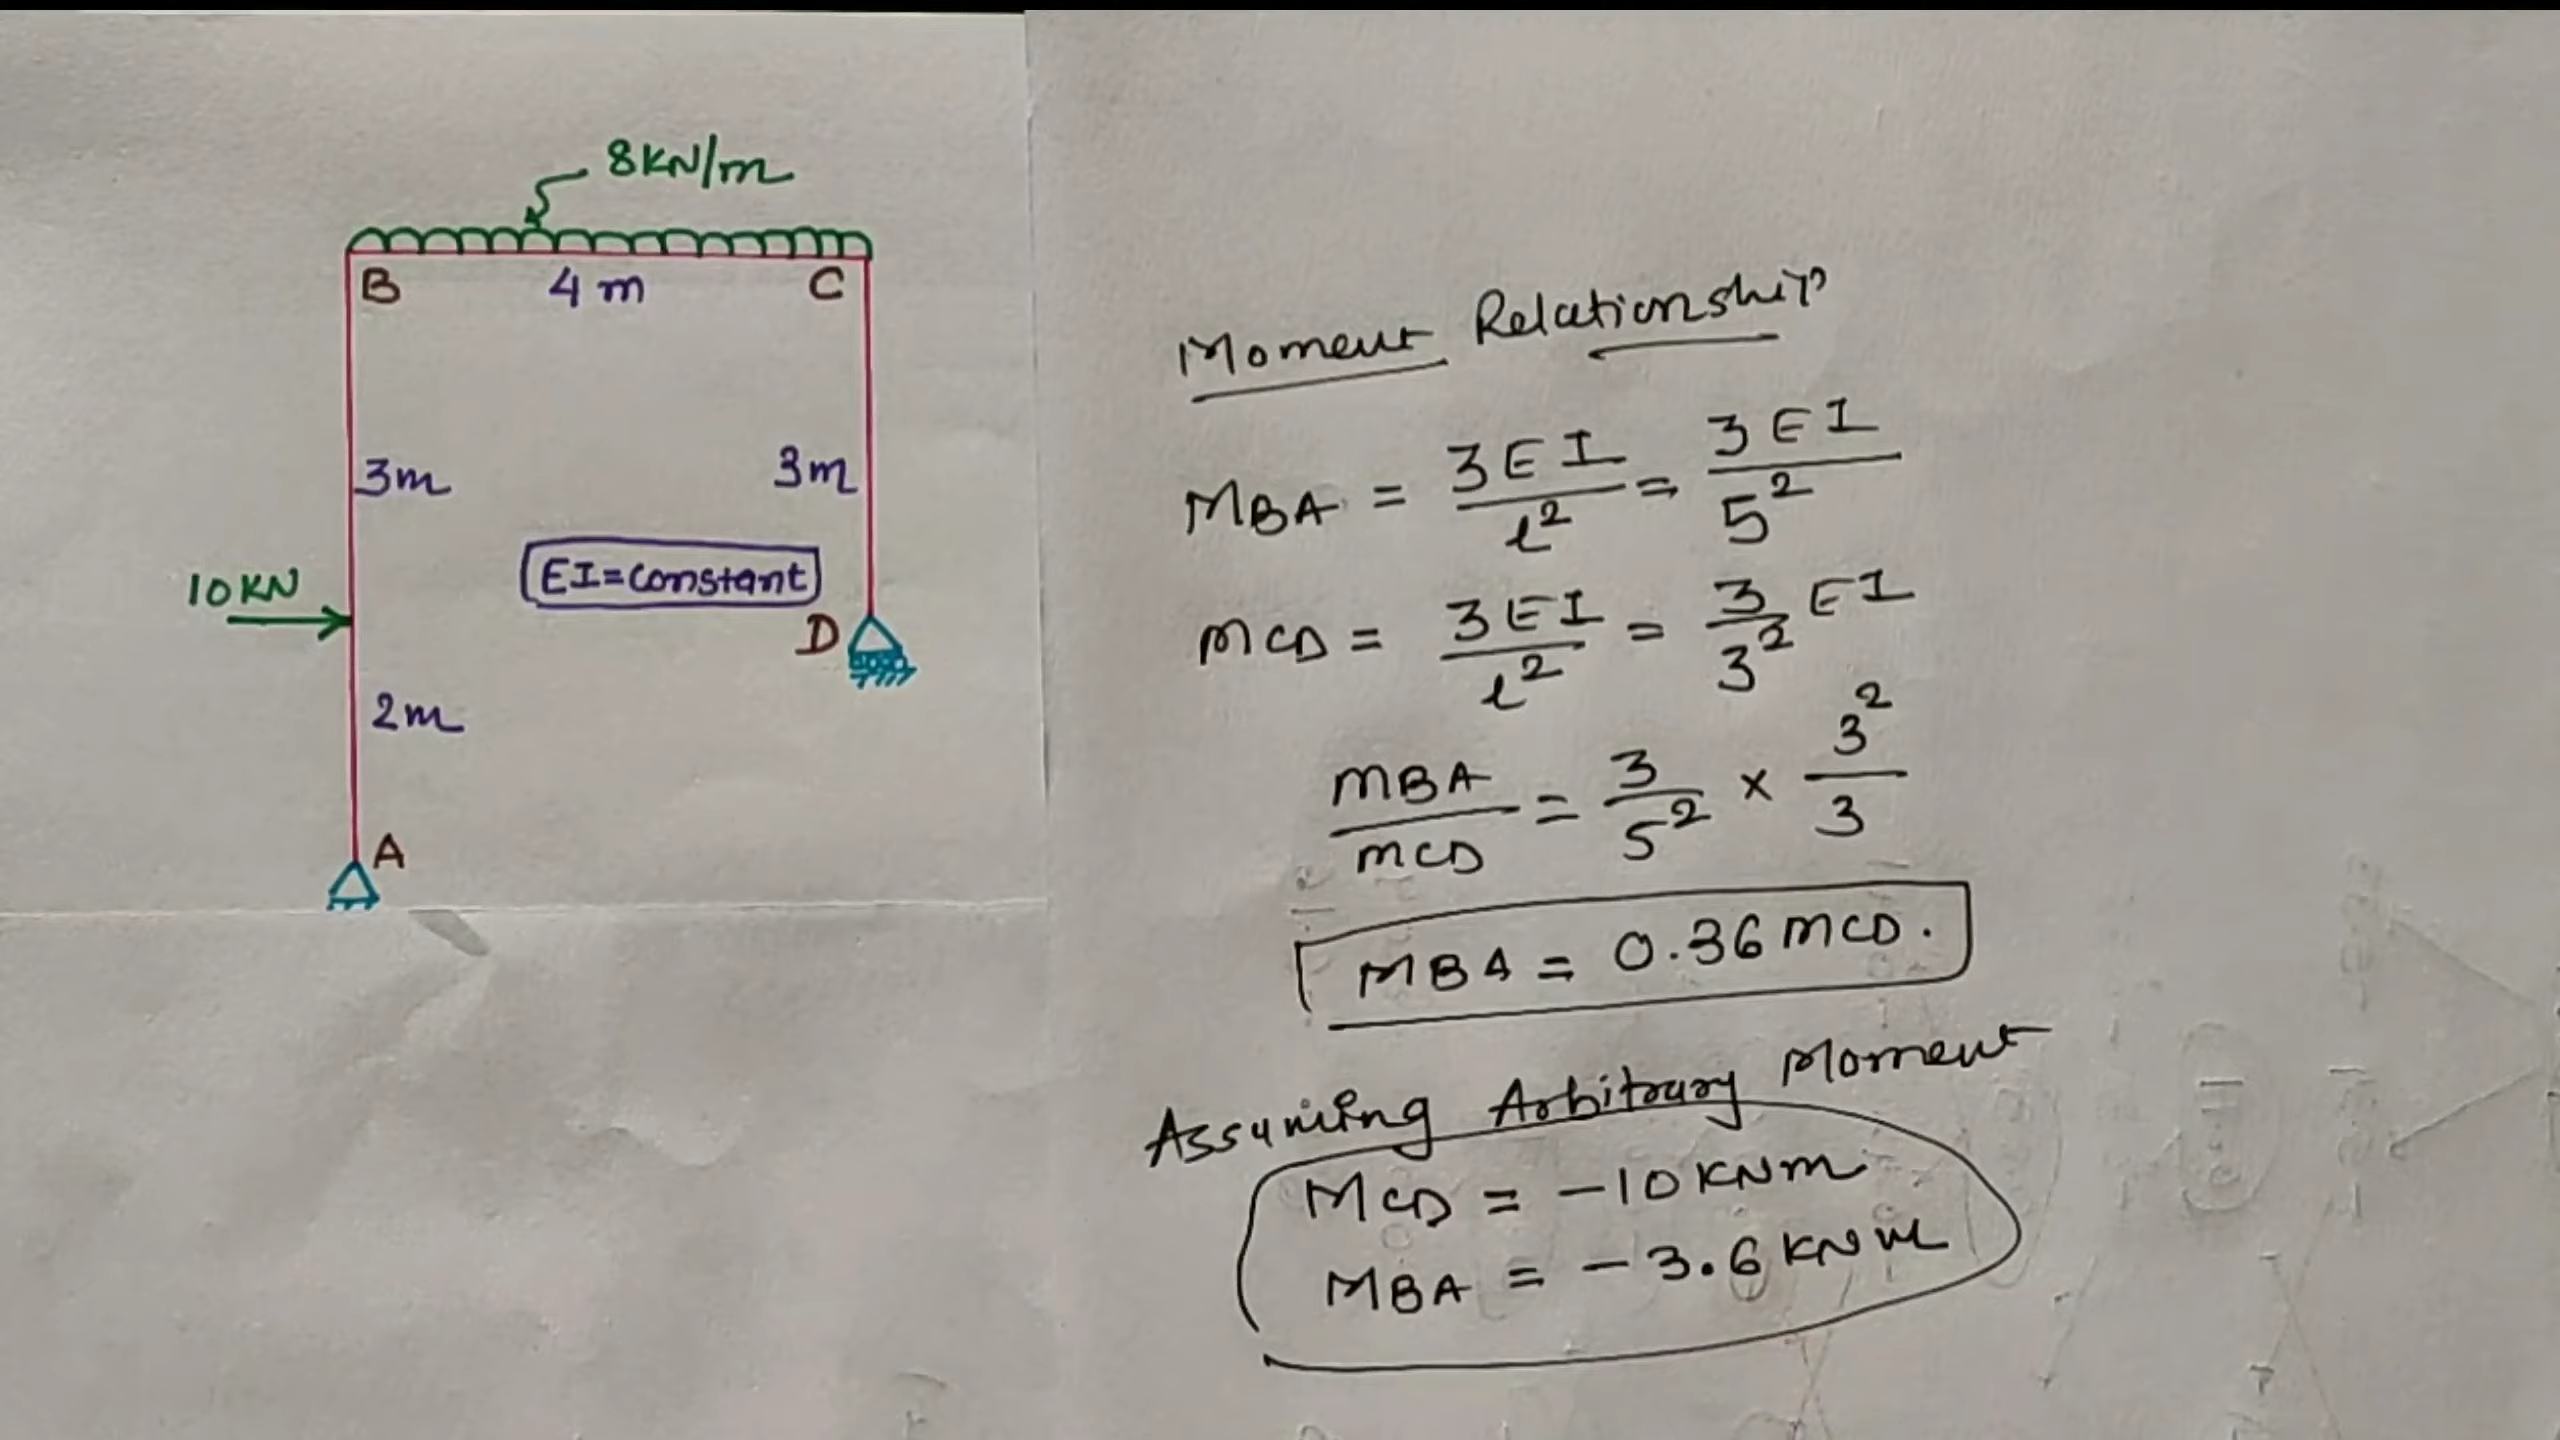 8KN/m
B 4 m C
3m 3m
10KN
EI=constant
D
2m
A
Moment Relationship
MBA = 3EI/l² = 3EI/5²
MCD = 3EI/l² = 3/3² EI
MBA/MCD = 3/5² × 3²/3
MBA = 0.36 MCD.
Assuming Arbitrary Moment
MCD = -10 KNm
MBA = -3.6 KNm